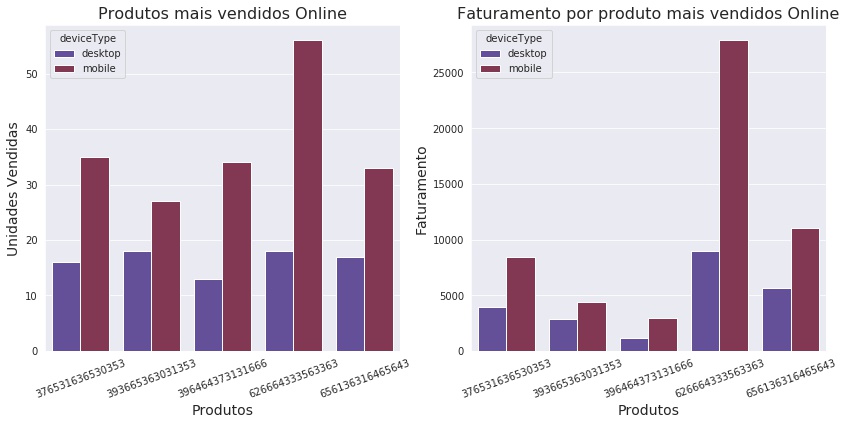 Produtos mais vendidos Online
deviceType
desktop
mobile
50
40
30
20
10
0
Unidades Vendidas
376531636530353
393665363031353
396464373131666
626664333563363
656136316465643
Produtos
Faturamento por produto mais vendidos Online
deviceType
desktop
mobile
25000
20000
15000
10000
5000
0
Faturamento
376531636530353
393665363031353
396464373131666
626664333563363
656136316465643
Produtos